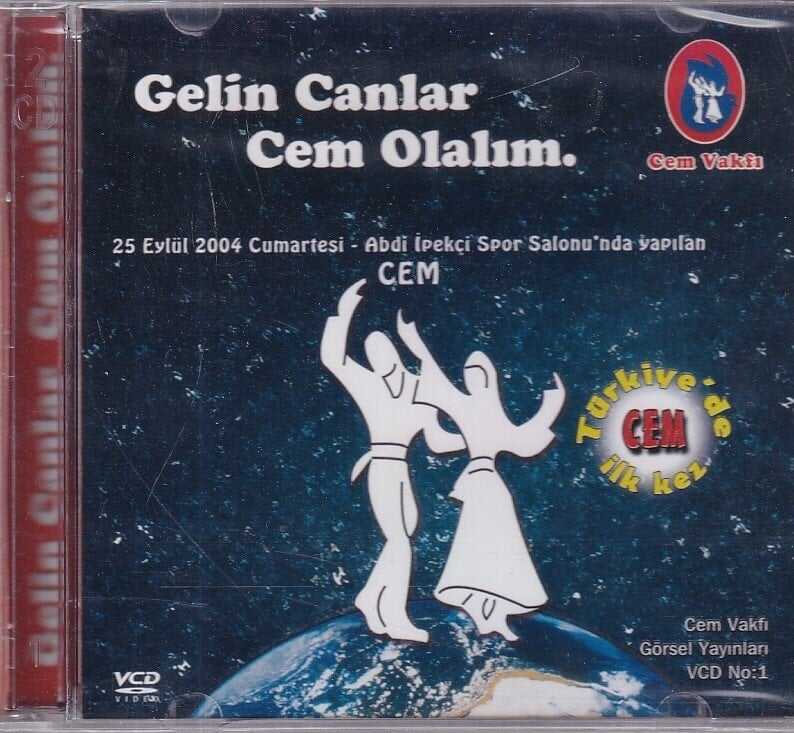 Gelin Canlar
Cem Olalım.
Cem Vakfı
25 Eylül 2004 Cumartesi - Abdi İpekçi Spor Salonu'nda yapılan
CEM
Türkiye'de
CEM
ilk kez
Cem Vakfı
Görsel Yayınları
VCD No:1
VCD
VIDEO
Gelin Canlar Cem Olalım.
2